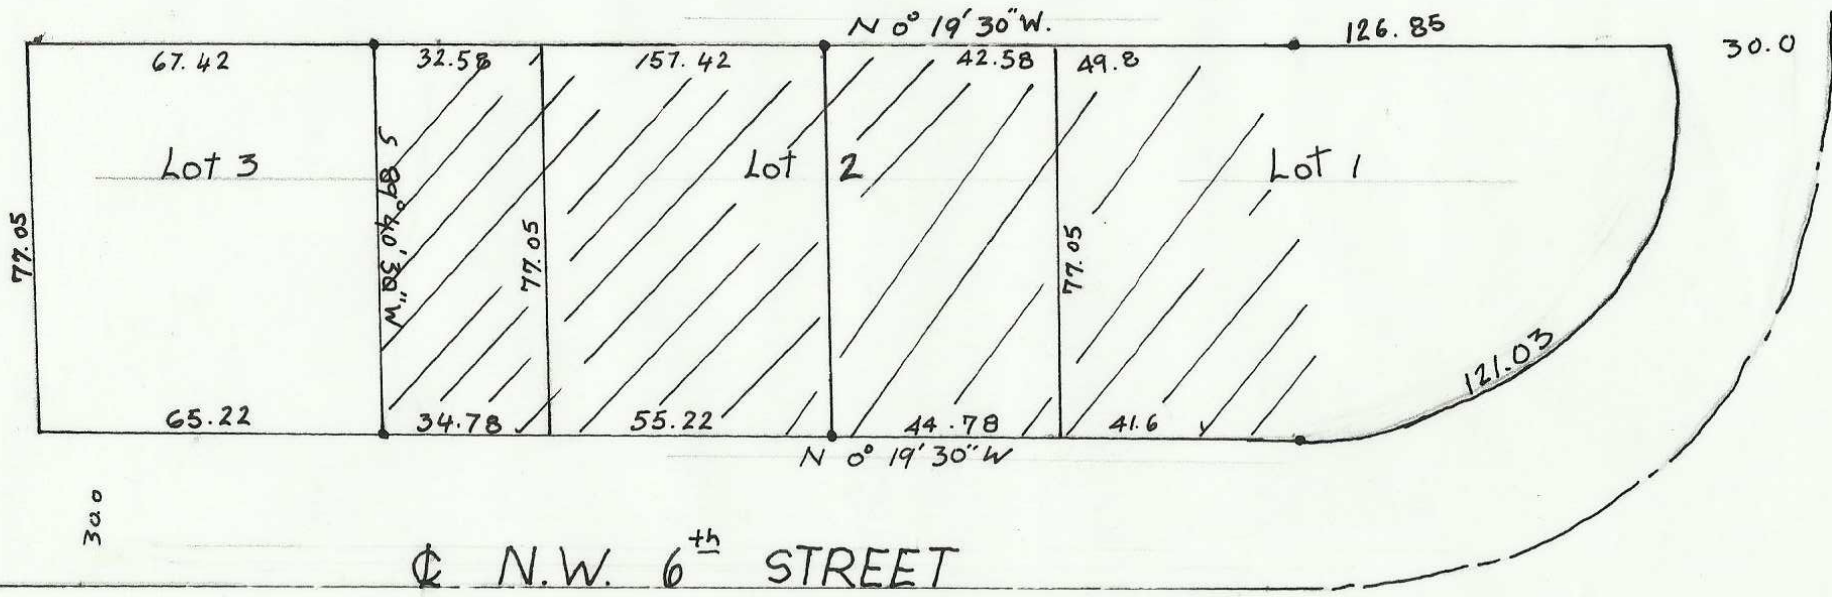 N 0° 19' 30" W.
126.85
67.42
32.58
157.42
42.58
49.8
30.0
Lot 3
S 89° 40' 30" W
Lot 2
Lot 1
77.05
77.05
77.05
121.03
65.22
34.78
55.22
44.78
41.6
N 0° 19' 30" W
30.0
℄ N.W. 6th STREET